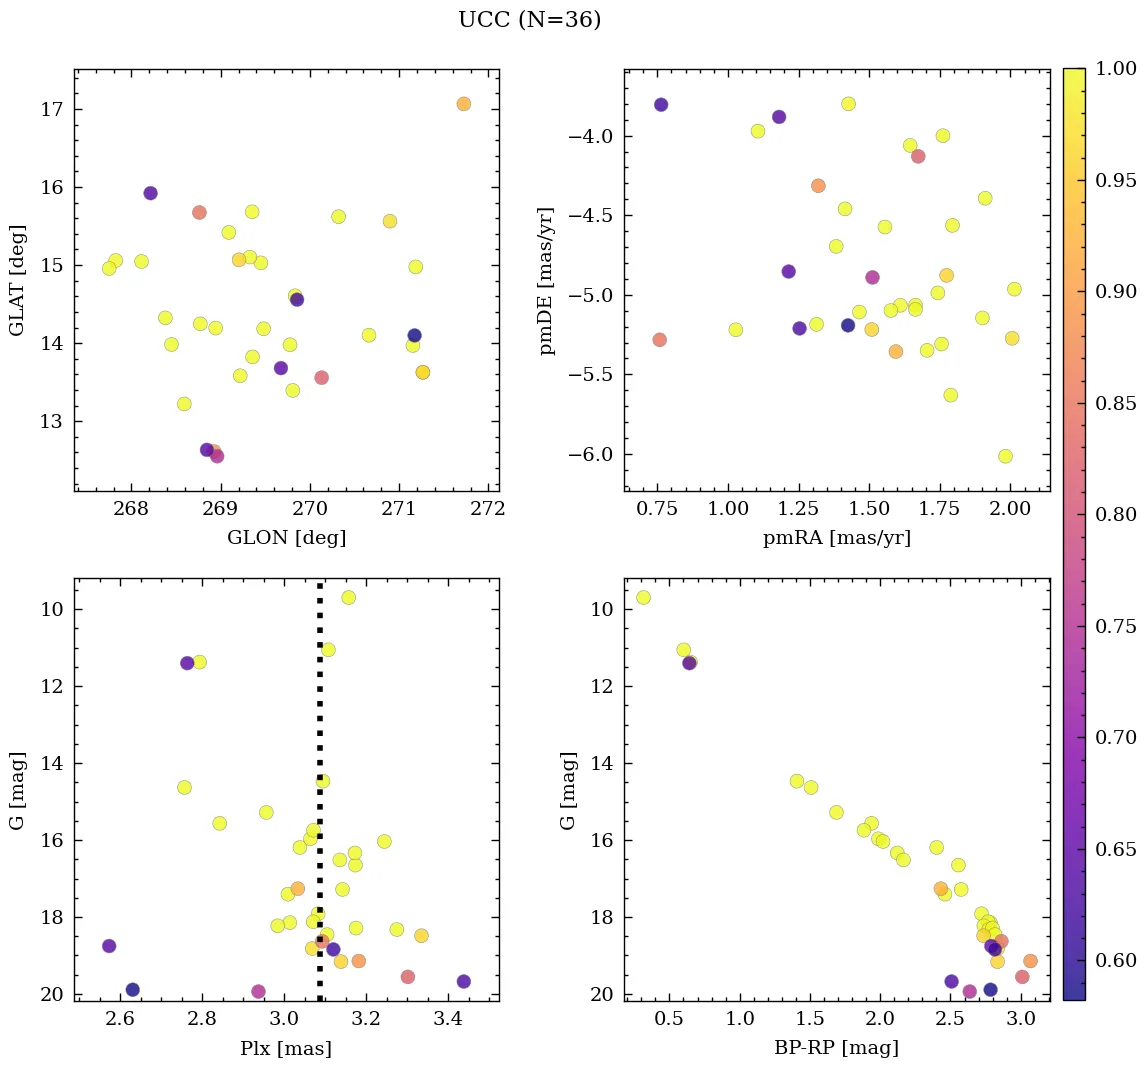 UCC (N=36)
17
16
15
14
13
GLAT [deg]
268 269 270 271 272
GLON [deg]
−4.0
−4.5
−5.0
−5.5
−6.0
pmDE [mas/yr]
0.75 1.00 1.25 1.50 1.75 2.00
pmRA [mas/yr]
10
12
14
16
18
20
G [mag]
2.6 2.8 3.0 3.2 3.4
Plx [mas]
10
12
14
16
18
20
G [mag]
0.5 1.0 1.5 2.0 2.5 3.0
BP-RP [mag]
1.00
0.95
0.90
0.85
0.80
0.75
0.70
0.65
0.60